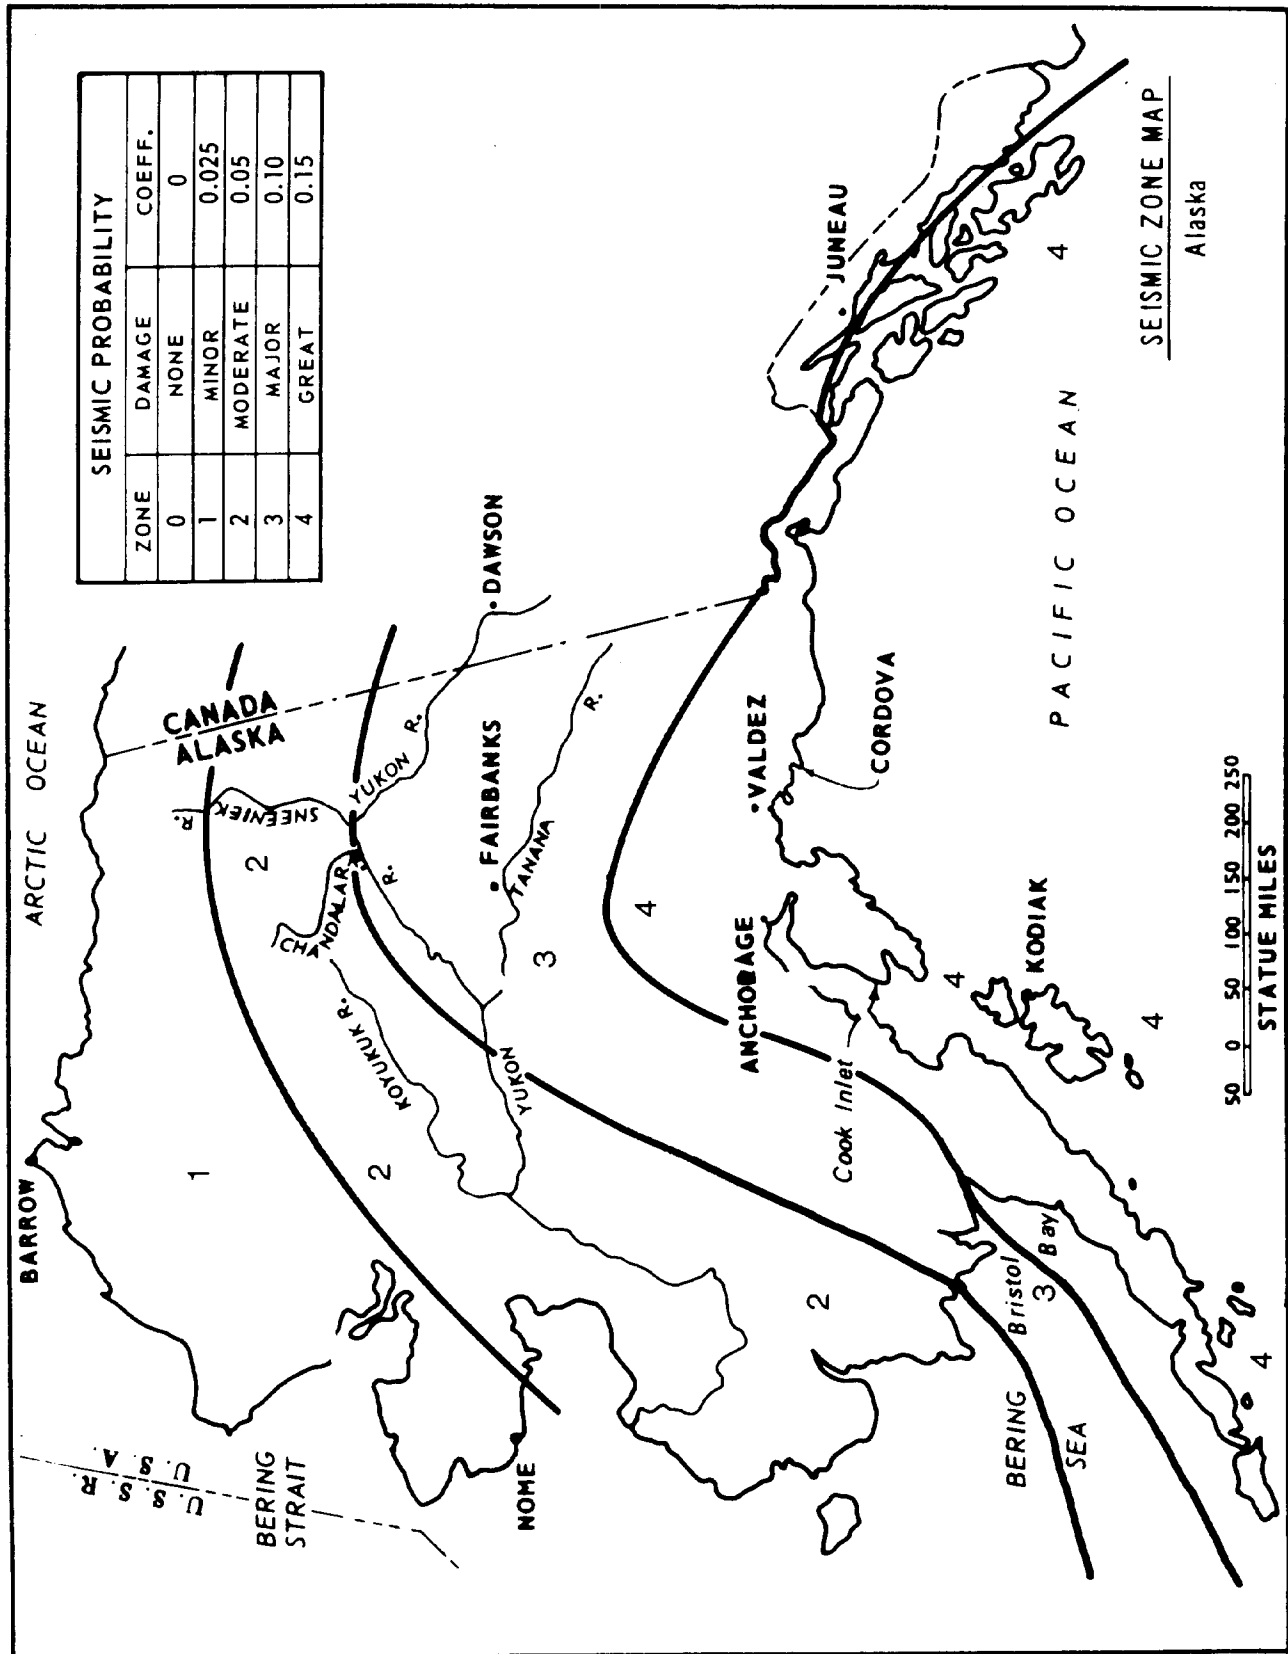 SEISMIC PROBABILITY
ZONE DAMAGE COEFF.
0 NONE 0
1 MINOR 0.025
2 MODERATE 0.05
3 MAJOR 0.10
4 GREAT 0.15
ARCTIC OCEAN
BARROW
U. S. S. R.
U. S. A.
BERING
STRAIT
CANADA
ALASKA
SNEENIEK
R.
CHANDALAR
R.
YUKON R.
KOYUKUK R.
YUKON
1
2
2
2
3
DAWSON
FAIRBANKS
TANANA
R.
NOME
4
ANCHORAGE
VALDEZ
CORDOVA
JUNEAU
Cook Inlet
KODIAK
4
4
4
4
Bristol
Bay
3
BERING
SEA
PACIFIC OCEAN
50 0 50 100 150 200 250
STATUE MILES
SEISMIC ZONE MAP
Alaska